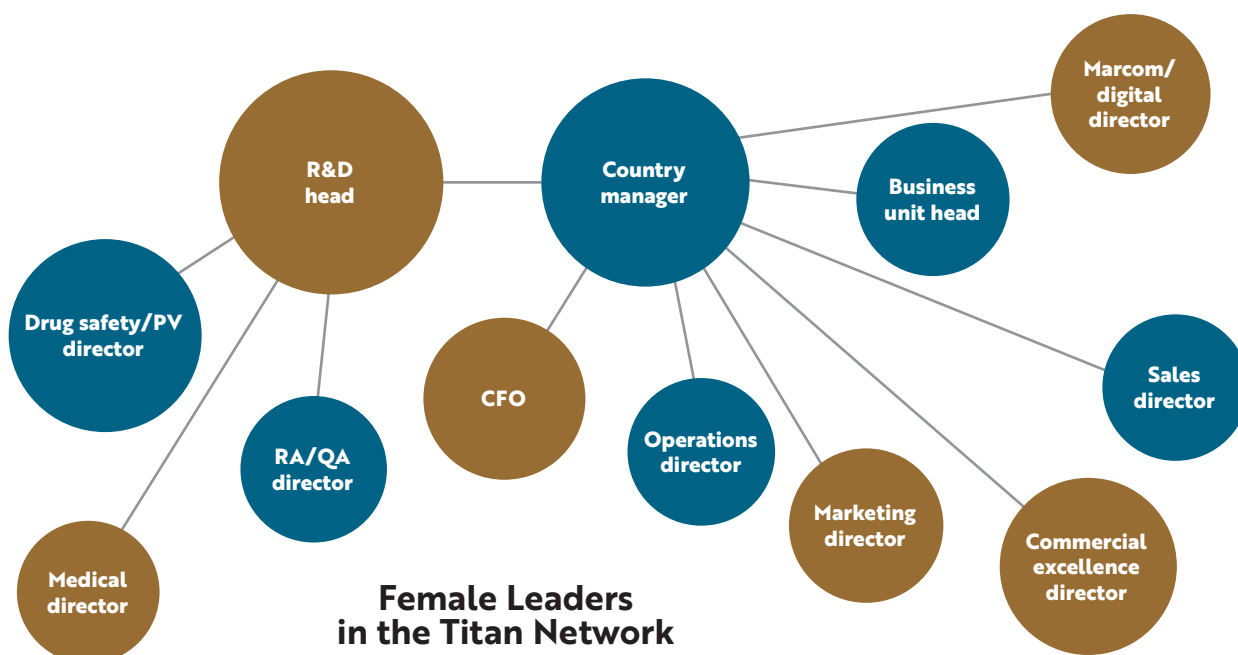 Marcom/
digital
director
R&D
head
Country
manager
Business
unit head
Drug safety/PV
director
Sales
director
CFO
RA/QA
director
Operations
director
Marketing
director
Commercial
excellence
director
Medical
director
Female Leaders
in the Titan Network